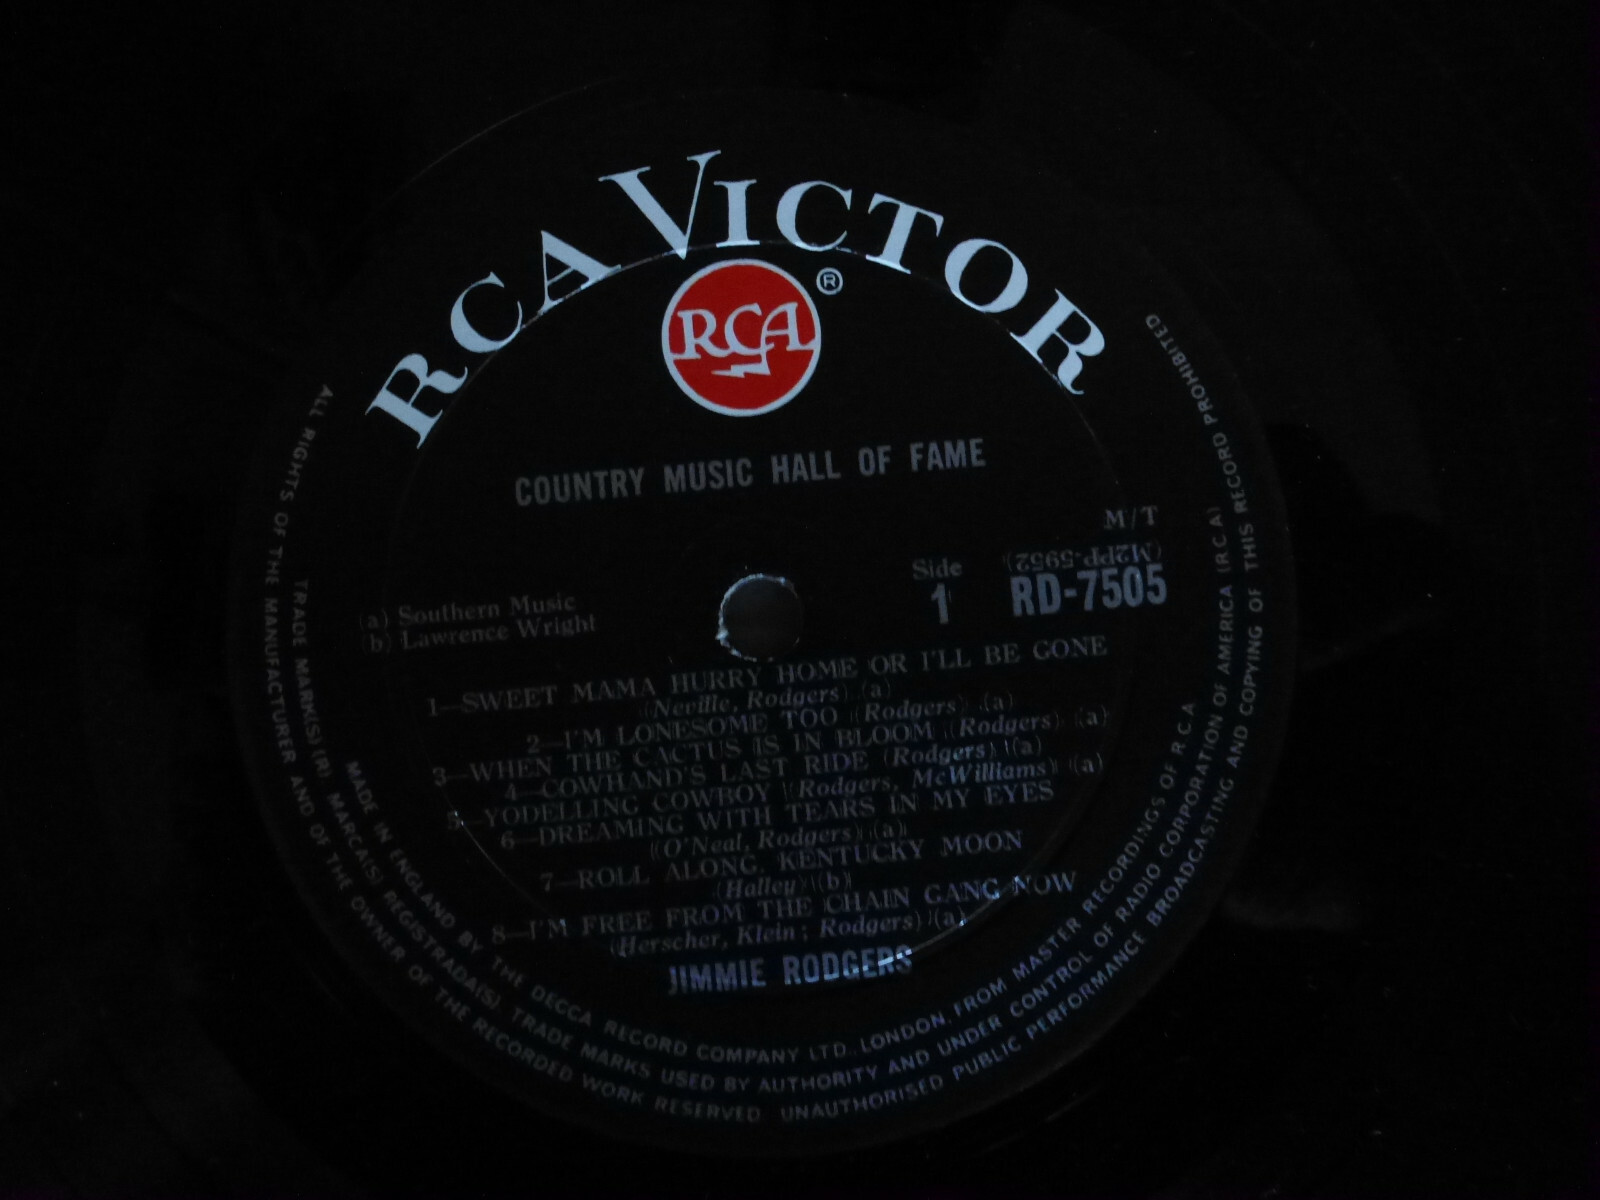 RCA VICTOR
RCA ®
COUNTRY MUSIC HALL OF FAME
M/T
(M2PP-5952)
Side
1
RD-7505
(a) Southern Music
(b) Lawrence Wright
1—SWEET MAMA HURRY HOME OR I'LL BE GONE
(Neville, Rodgers) (a)
2—I'M LONESOME TOO (Rodgers) (a)
3—WHEN THE CACTUS IS IN BLOOM (Rodgers) (a)
4—COWHAND'S LAST RIDE (Rodgers) (a)
5—YODELLING COWBOY (Rodgers, McWilliams) (a)
6—DREAMING WITH TEARS IN MY EYES
(O'Neal, Rodgers) (a)
7—ROLL ALONG, KENTUCKY MOON
(Halley) (b)
8—I'M FREE FROM THE CHAIN GANG NOW
(Herscher, Klein; Rodgers) (a)
JIMMIE RODGERS
MADE IN ENGLAND BY THE DECCA RECORD COMPANY LTD., LONDON, FROM MASTER RECORDINGS OF R.C.A
TRADE MARK(S) (R) MARCA(S) REGISTRADA(S). TRADE MARKS USED BY AUTHORITY AND UNDER CONTROL OF RADIO CORPORATION OF AMERICA (R.C.A)
ALL RIGHTS OF THE MANUFACTURER AND OF THE OWNER OF THE RECORDED WORK RESERVED UNAUTHORISED PUBLIC PERFORMANCE BROADCASTING AND COPYING OF THIS RECORD PROHIBITED